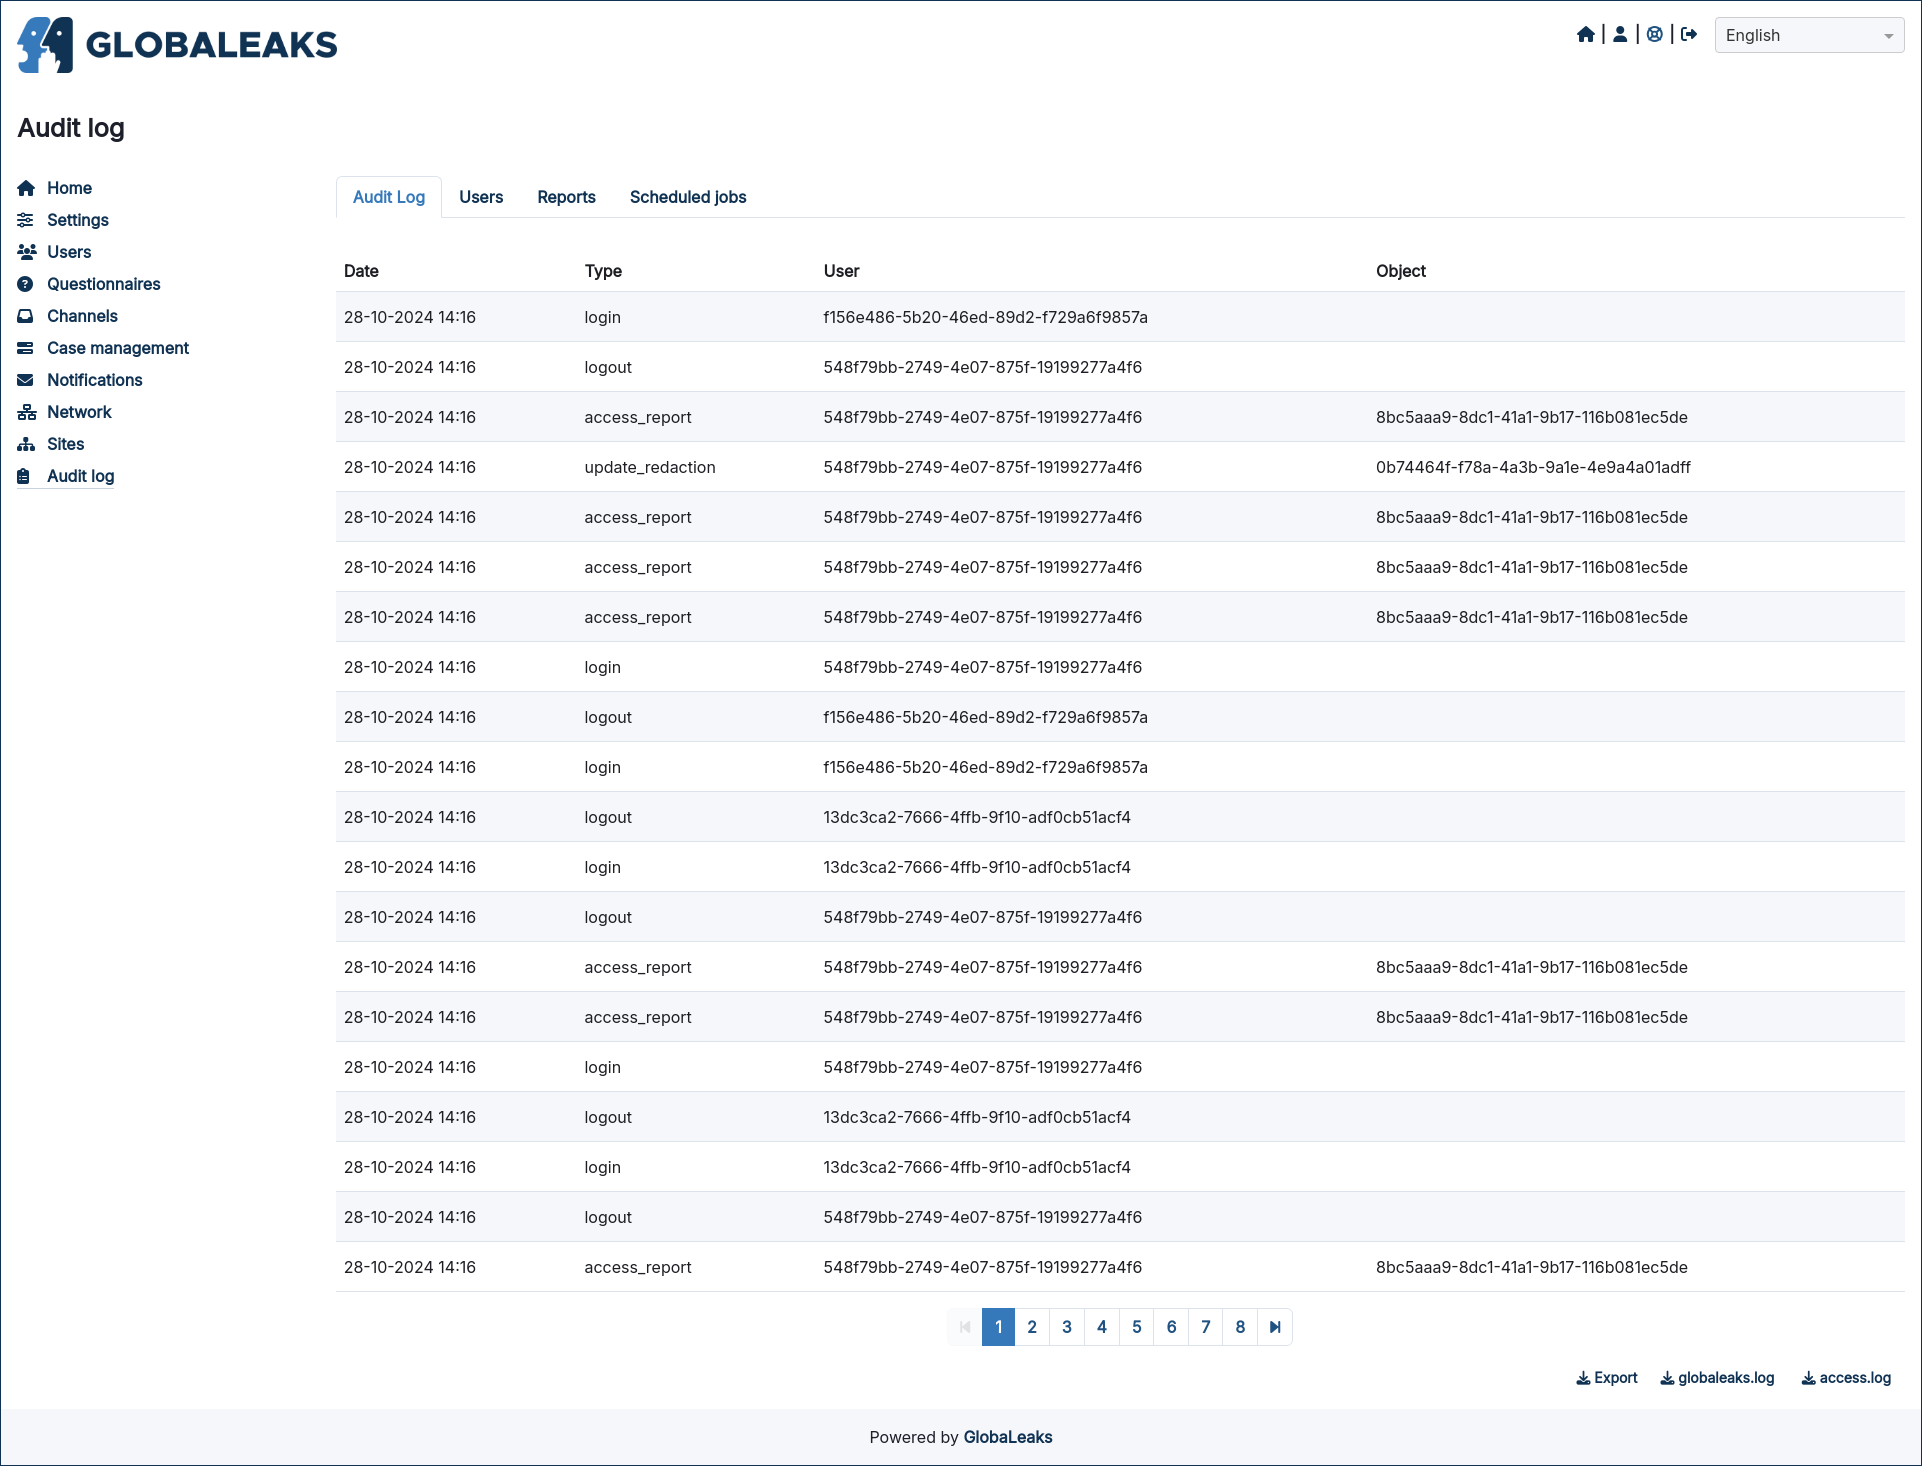 GLOBALEAKS
English
Audit log
Home
Settings
Users
Questionnaires
Channels
Case management
Notifications
Network
Sites
Audit log
Audit Log Users Reports Scheduled jobs
Date Type User Object
28-10-2024 14:16 login f156e486-5b20-46ed-89d2-f729a6f9857a
28-10-2024 14:16 logout 548f79bb-2749-4e07-875f-19199277a4f6
28-10-2024 14:16 access_report 548f79bb-2749-4e07-875f-19199277a4f6 8bc5aaa9-8dc1-41a1-9b17-116b081ec5de
28-10-2024 14:16 update_redaction 548f79bb-2749-4e07-875f-19199277a4f6 0b74464f-f78a-4a3b-9a1e-4e9a4a01adff
28-10-2024 14:16 access_report 548f79bb-2749-4e07-875f-19199277a4f6 8bc5aaa9-8dc1-41a1-9b17-116b081ec5de
28-10-2024 14:16 access_report 548f79bb-2749-4e07-875f-19199277a4f6 8bc5aaa9-8dc1-41a1-9b17-116b081ec5de
28-10-2024 14:16 access_report 548f79bb-2749-4e07-875f-19199277a4f6 8bc5aaa9-8dc1-41a1-9b17-116b081ec5de
28-10-2024 14:16 login 548f79bb-2749-4e07-875f-19199277a4f6
28-10-2024 14:16 logout f156e486-5b20-46ed-89d2-f729a6f9857a
28-10-2024 14:16 login f156e486-5b20-46ed-89d2-f729a6f9857a
28-10-2024 14:16 logout 13dc3ca2-7666-4ffb-9f10-adf0cb51acf4
28-10-2024 14:16 login 13dc3ca2-7666-4ffb-9f10-adf0cb51acf4
28-10-2024 14:16 logout 548f79bb-2749-4e07-875f-19199277a4f6
28-10-2024 14:16 access_report 548f79bb-2749-4e07-875f-19199277a4f6 8bc5aaa9-8dc1-41a1-9b17-116b081ec5de
28-10-2024 14:16 access_report 548f79bb-2749-4e07-875f-19199277a4f6 8bc5aaa9-8dc1-41a1-9b17-116b081ec5de
28-10-2024 14:16 login 548f79bb-2749-4e07-875f-19199277a4f6
28-10-2024 14:16 logout 13dc3ca2-7666-4ffb-9f10-adf0cb51acf4
28-10-2024 14:16 login 13dc3ca2-7666-4ffb-9f10-adf0cb51acf4
28-10-2024 14:16 logout 548f79bb-2749-4e07-875f-19199277a4f6
28-10-2024 14:16 access_report 548f79bb-2749-4e07-875f-19199277a4f6 8bc5aaa9-8dc1-41a1-9b17-116b081ec5de
1 2 3 4 5 6 7 8
Export globaleaks.log access.log
Powered by GlobaLeaks